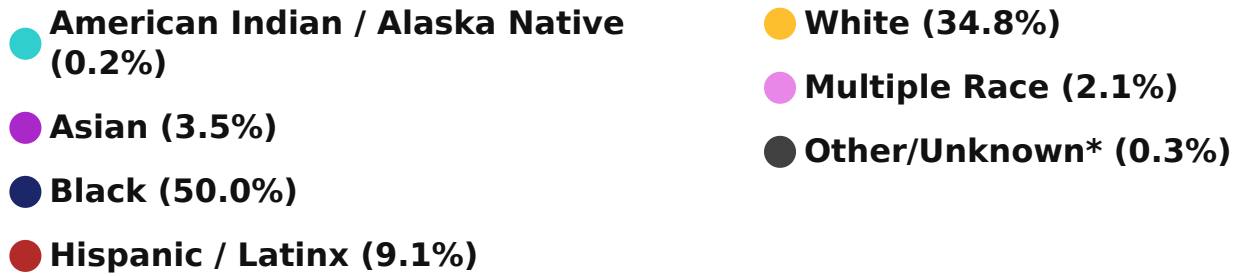 American Indian / Alaska Native
(0.2%)
Asian (3.5%)
Black (50.0%)
Hispanic / Latinx (9.1%)
White (34.8%)
Multiple Race (2.1%)
Other/Unknown* (0.3%)